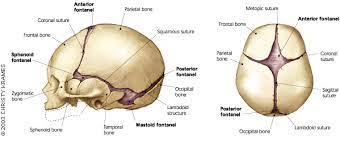 Anterior
fontanel
Parietal bone
Coronal suture
Squamous suture
Frontal bone
Sphenoid
fontanel
Posterior
fontanel
Zygomatic
bone
Occipital
bone
Lambdoid
structure
Sphenoid bone
Temporal
bone
Mastoid fontanel
© 2003 CHRISTY KRAMES
Metopic suture
Frontal bone
Anterior fontanel
Parietal
bone
Coronal
suture
Sagittal
suture
Posterior
fontanel
Occipital bone
Lambdoid suture